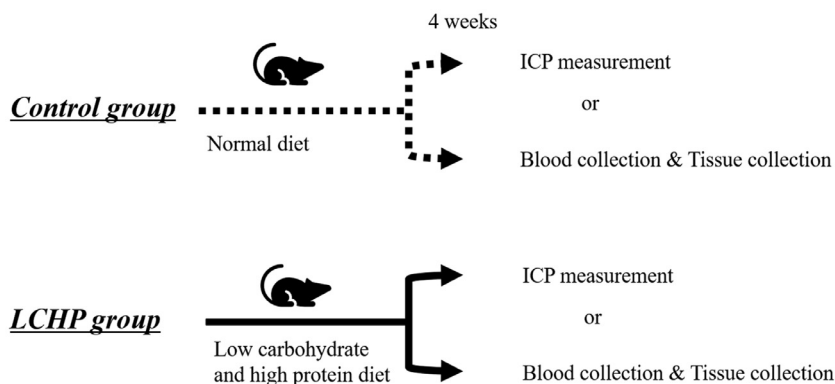 4 weeks
ICP measurement
Control group
or
Normal diet
Blood collection & Tissue collection
ICP measurement
LCHP group
or
Low carbohydrate
and high protein diet
Blood collection & Tissue collection